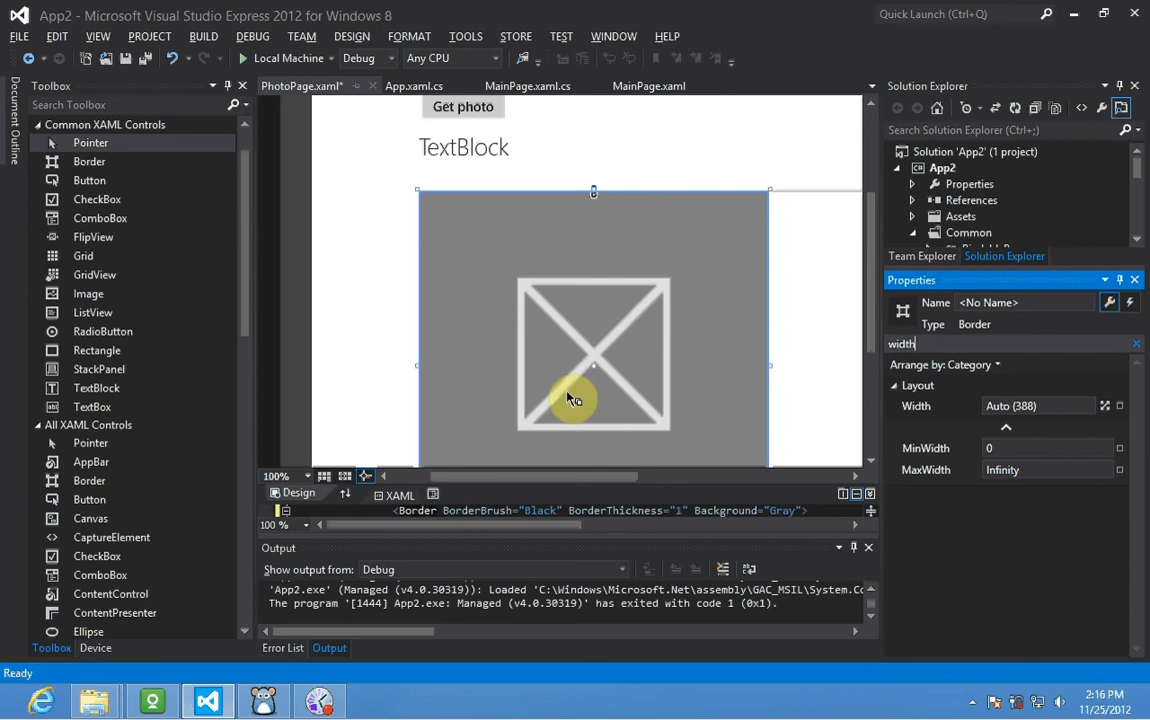 App2 - Microsoft Visual Studio Express 2012 for Windows 8
Quick Launch (Ctrl+Q)
FILE EDIT VIEW PROJECT BUILD DEBUG TEAM DESIGN FORMAT TOOLS STORE TEST WINDOW HELP
Local Machine Debug Any CPU
Document Outline
Toolbox
Search Toolbox
Common XAML Controls
Pointer
Border
Button
CheckBox
ComboBox
FlipView
Grid
GridView
Image
ListView
RadioButton
Rectangle
StackPanel
TextBlock
TextBox
All XAML Controls
Pointer
AppBar
Border
Button
Canvas
CaptureElement
CheckBox
ComboBox
ContentControl
ContentPresenter
Ellipse
Toolbox Device
PhotoPage.xaml* App.xaml.cs MainPage.xaml.cs MainPage.xaml
Get photo
TextBlock
100%
Design XAML
<Border BorderBrush="Black" BorderThickness="1" Background="Gray">
100 %
Output
Show output from: Debug
'App2.exe' (Managed (v4.0.30319)): Loaded 'C:\Windows\Microsoft.Net\assembly\GAC_MSIL\System.Co
The program '[1444] App2.exe: Managed (v4.0.30319)' has exited with code 1 (0x1).
Error List Output
Solution Explorer
Search Solution Explorer (Ctrl+;)
Solution 'App2' (1 project)
App2
Properties
References
Assets
Common
Team Explorer Solution Explorer
Properties
Name <No Name>
Type Border
width
Arrange by: Category
Layout
Width Auto (388)
MinWidth 0
MaxWidth Infinity
Ready
2:16 PM
11/25/2012